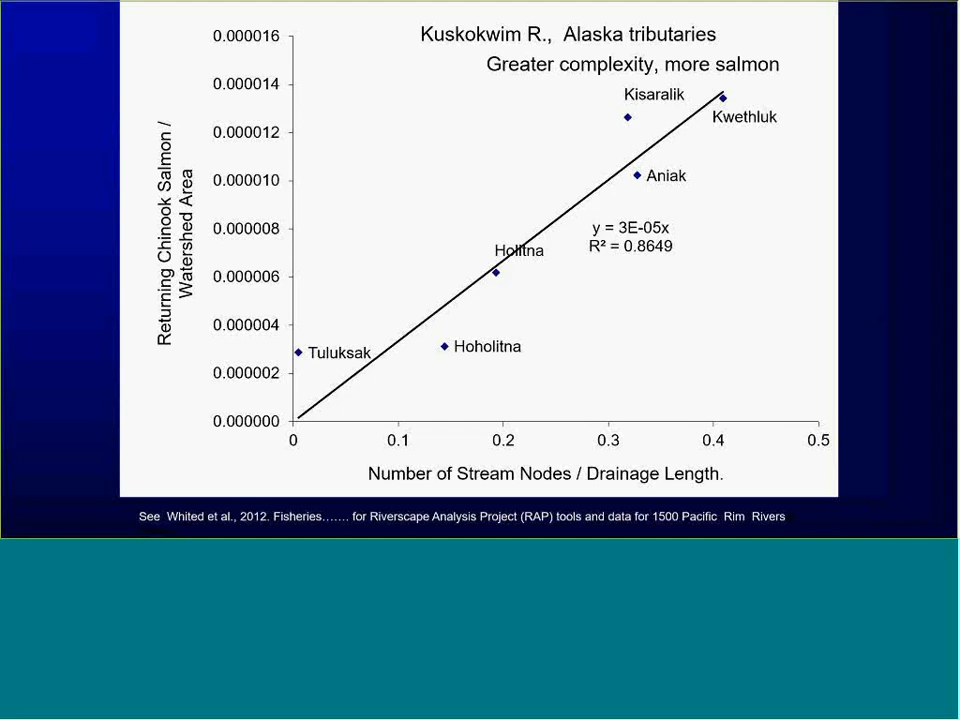 Kuskokwim R.,  Alaska tributaries
Greater complexity, more salmon
0.000016
0.000014
0.000012
0.000010
0.000008
0.000006
0.000004
0.000002
0.000000
Returning Chinook Salmon /
Watershed Area
Kisaralik
Kwethluk
Aniak
y = 3E-05x
R² = 0.8649
Holitna
Hoholitna
Tuluksak
0 0.1 0.2 0.3 0.4 0.5
Number of Stream Nodes / Drainage Length.
See  Whited et al., 2012. Fisheries……. for Riverscape Analysis Project (RAP) tools and data for 1500 Pacific  Rim  Rivers